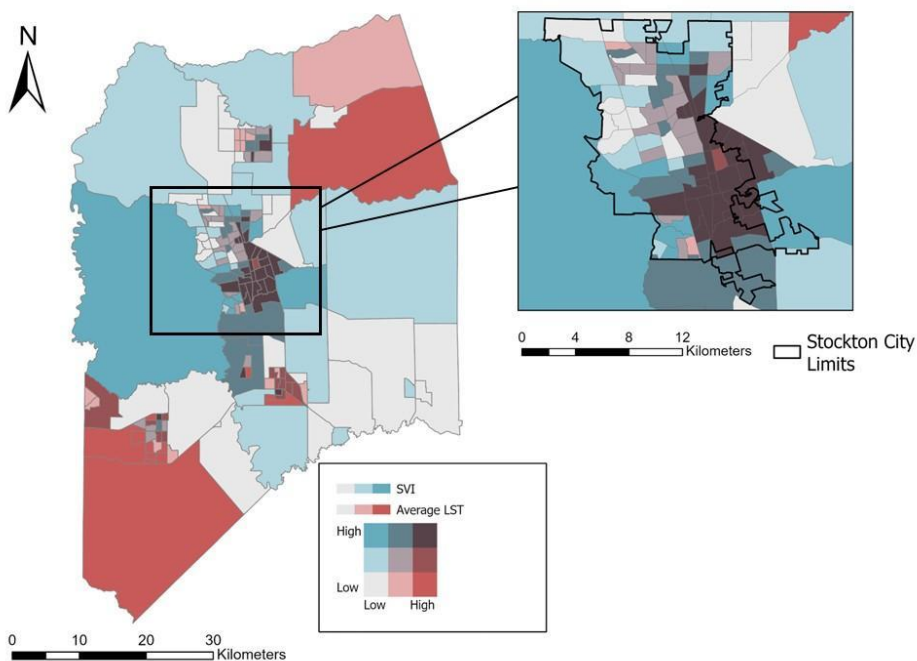 N
0 4 8 12
Kilometers
Stockton City
Limits
SVI
Average LST
High
Low
Low High
0 10 20 30
Kilometers